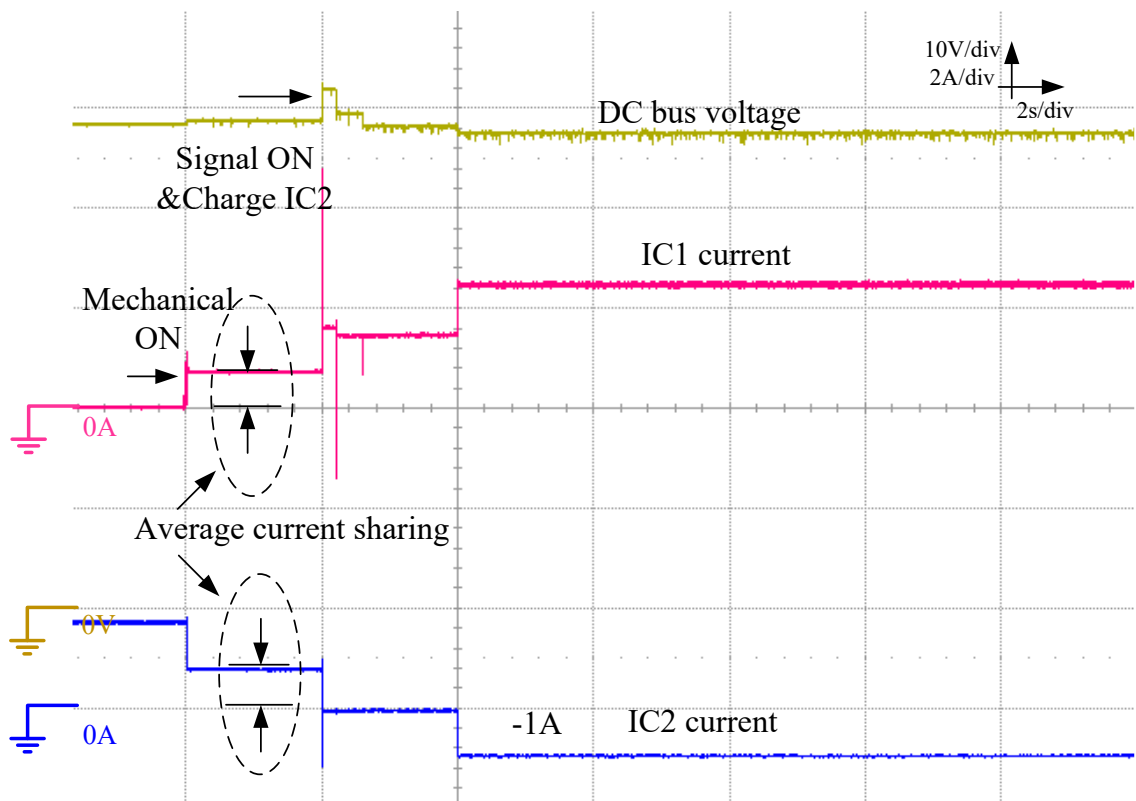 10V/div
2A/div
2s/div
DC bus voltage
Signal ON
&Charge IC2
IC1 current
Mechanical
ON
0A
Average current sharing
0V
0A
-1A
IC2 current